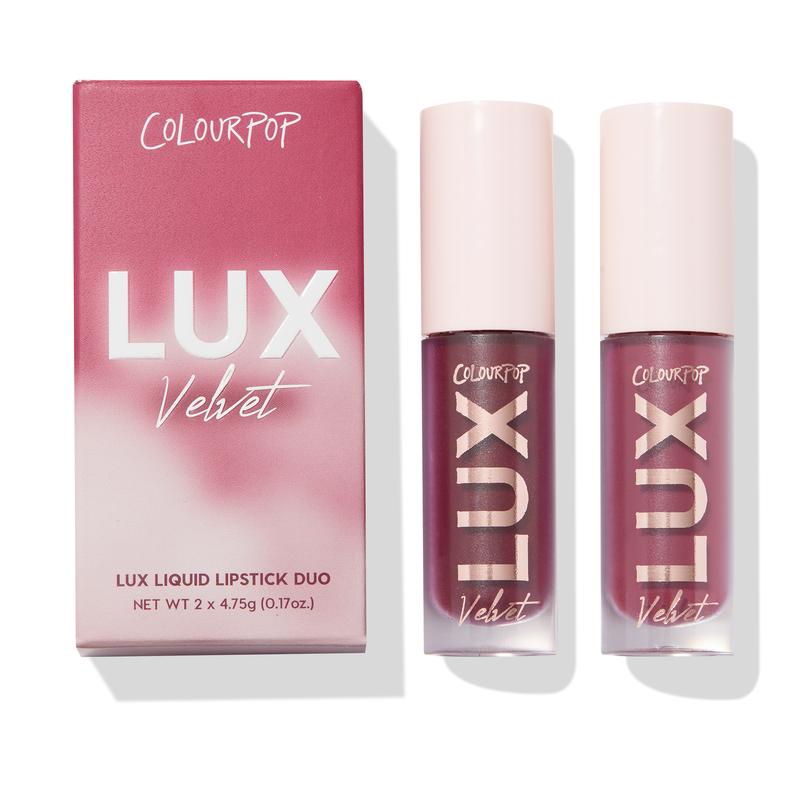 COLOURPOP
LUX
Velvet
LUX LIQUID LIPSTICK DUO
NET WT 2 x 4.75g (0.17oz.)
COLOURPOP
LUX
Velvet
COLOURPOP
LUX
Velvet